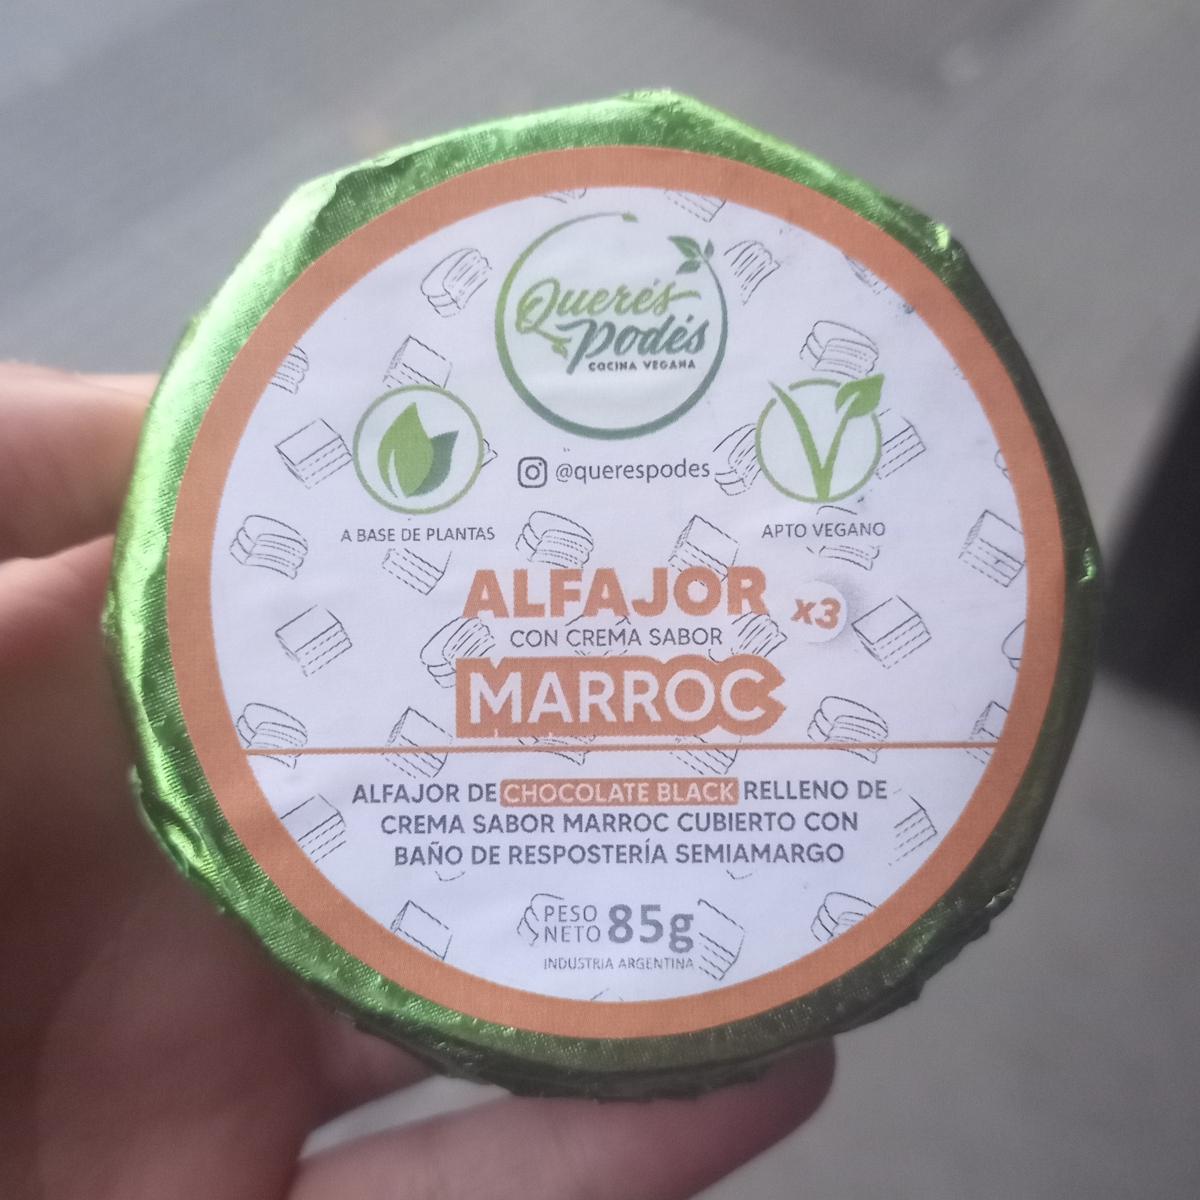 Querés
Podés
COCINA VEGANA
@querespodes
A BASE DE PLANTAS
APTO VEGANO
ALFAJOR x3
CON CREMA SABOR
MARROC
ALFAJOR DE CHOCOLATE BLACK RELLENO DE
CREMA SABOR MARROC CUBIERTO CON
BAÑO DE RESPOSTERÍA SEMIAMARGO
PESO
NETO 85g
INDUSTRIA ARGENTINA